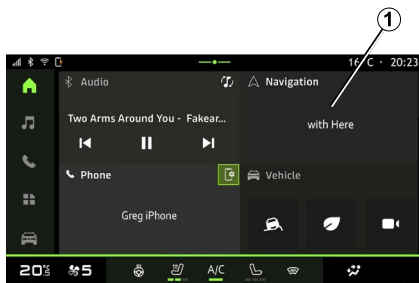 1
16°C · 20:23
Audio
Navigation
Two Arms Around You - Fakear...
with Here
Phone
Vehicle
Greg iPhone
20°5
5
A/C